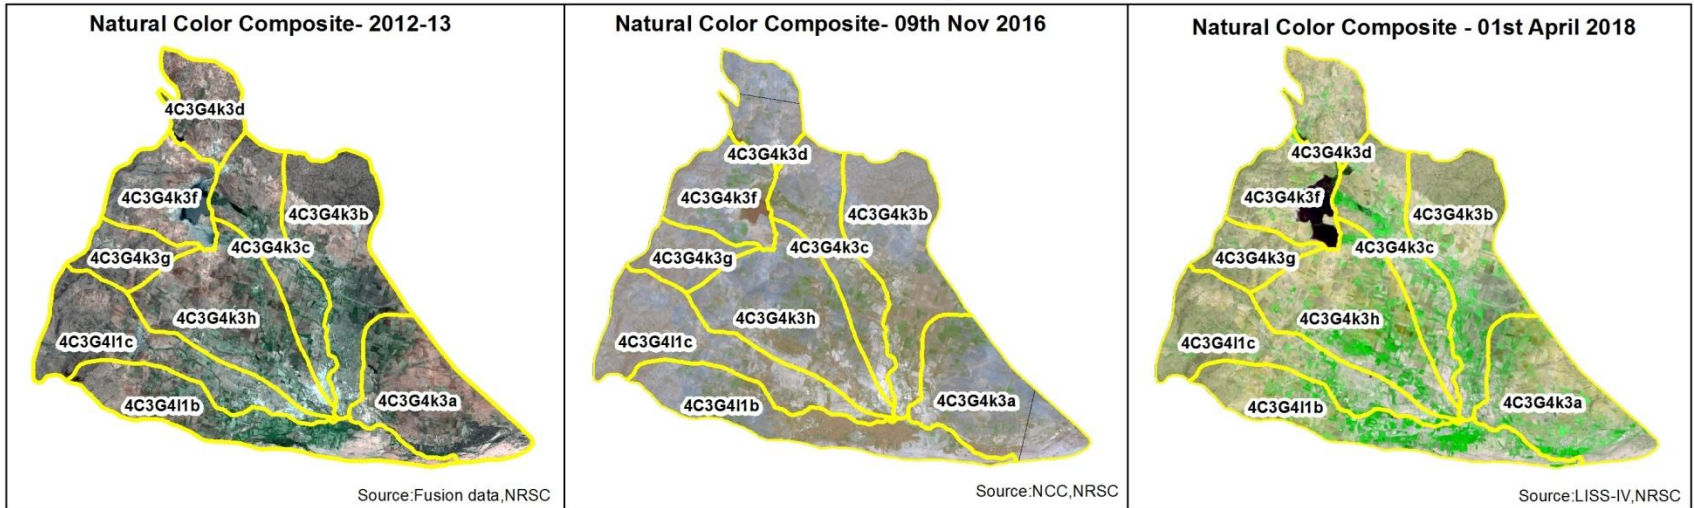 Natural Color Composite- 2012-13
4C3G4k3d
4C3G4k3f
4C3G4k3b
4C3G4k3c
4C3G4k3g
4C3G4k3h
4C3G4l1c
4C3G4l1b
4C3G4k3a
Source:Fusion data,NRSC
Natural Color Composite- 09th Nov 2016
4C3G4k3d
4C3G4k3f
4C3G4k3b
4C3G4k3c
4C3G4k3g
4C3G4k3h
4C3G4l1c
4C3G4l1b
4C3G4k3a
Source:NCC,NRSC
Natural Color Composite - 01st April 2018
4C3G4k3d
4C3G4k3f
4C3G4k3b
4C3G4k3c
4C3G4k3g
4C3G4k3h
4C3G4l1c
4C3G4l1b
4C3G4k3a
Source:LISS-IV,NRSC